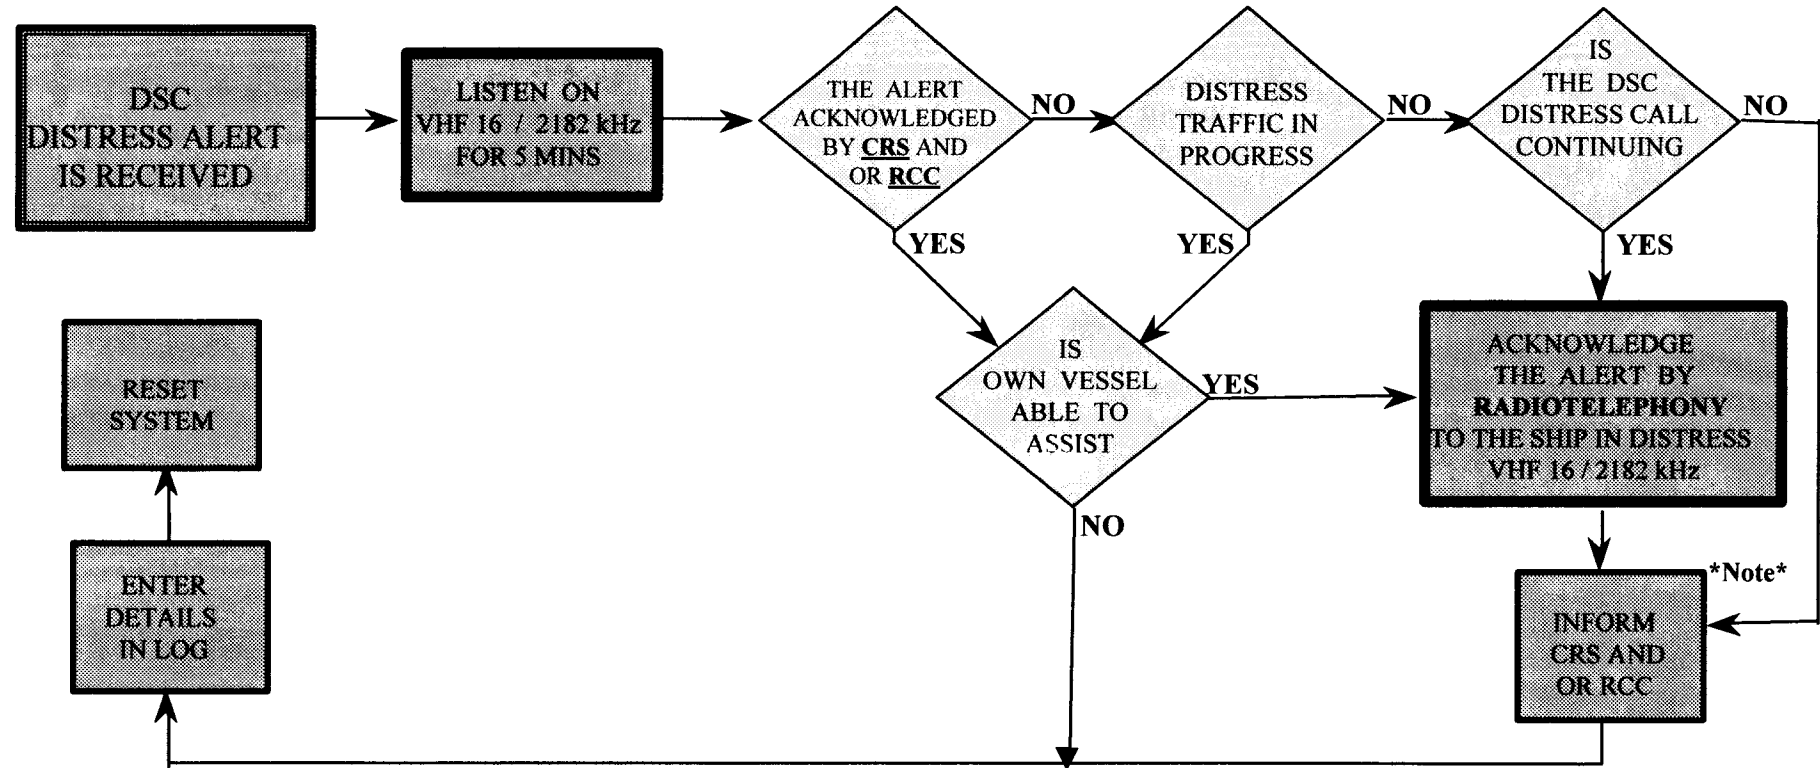 DSC
DISTRESS ALERT
IS RECEIVED
LISTEN ON
VHF 16 / 2182 kHz
FOR 5 MINS
THE ALERT
ACKNOWLEDGED
BY CRS AND
OR RCC
NO
YES
DISTRESS
TRAFFIC IN
PROGRESS
NO
YES
IS
THE DSC
DISTRESS CALL
CONTINUING
NO
YES
IS
OWN VESSEL
ABLE TO
ASSIST
YES
NO
ACKNOWLEDGE
THE ALERT BY
RADIOTELEPHONY
TO THE SHIP IN DISTRESS
VHF 16 / 2182 kHz
*Note*
INFORM
CRS AND
OR RCC
RESET
SYSTEM
ENTER
DETAILS
IN LOG